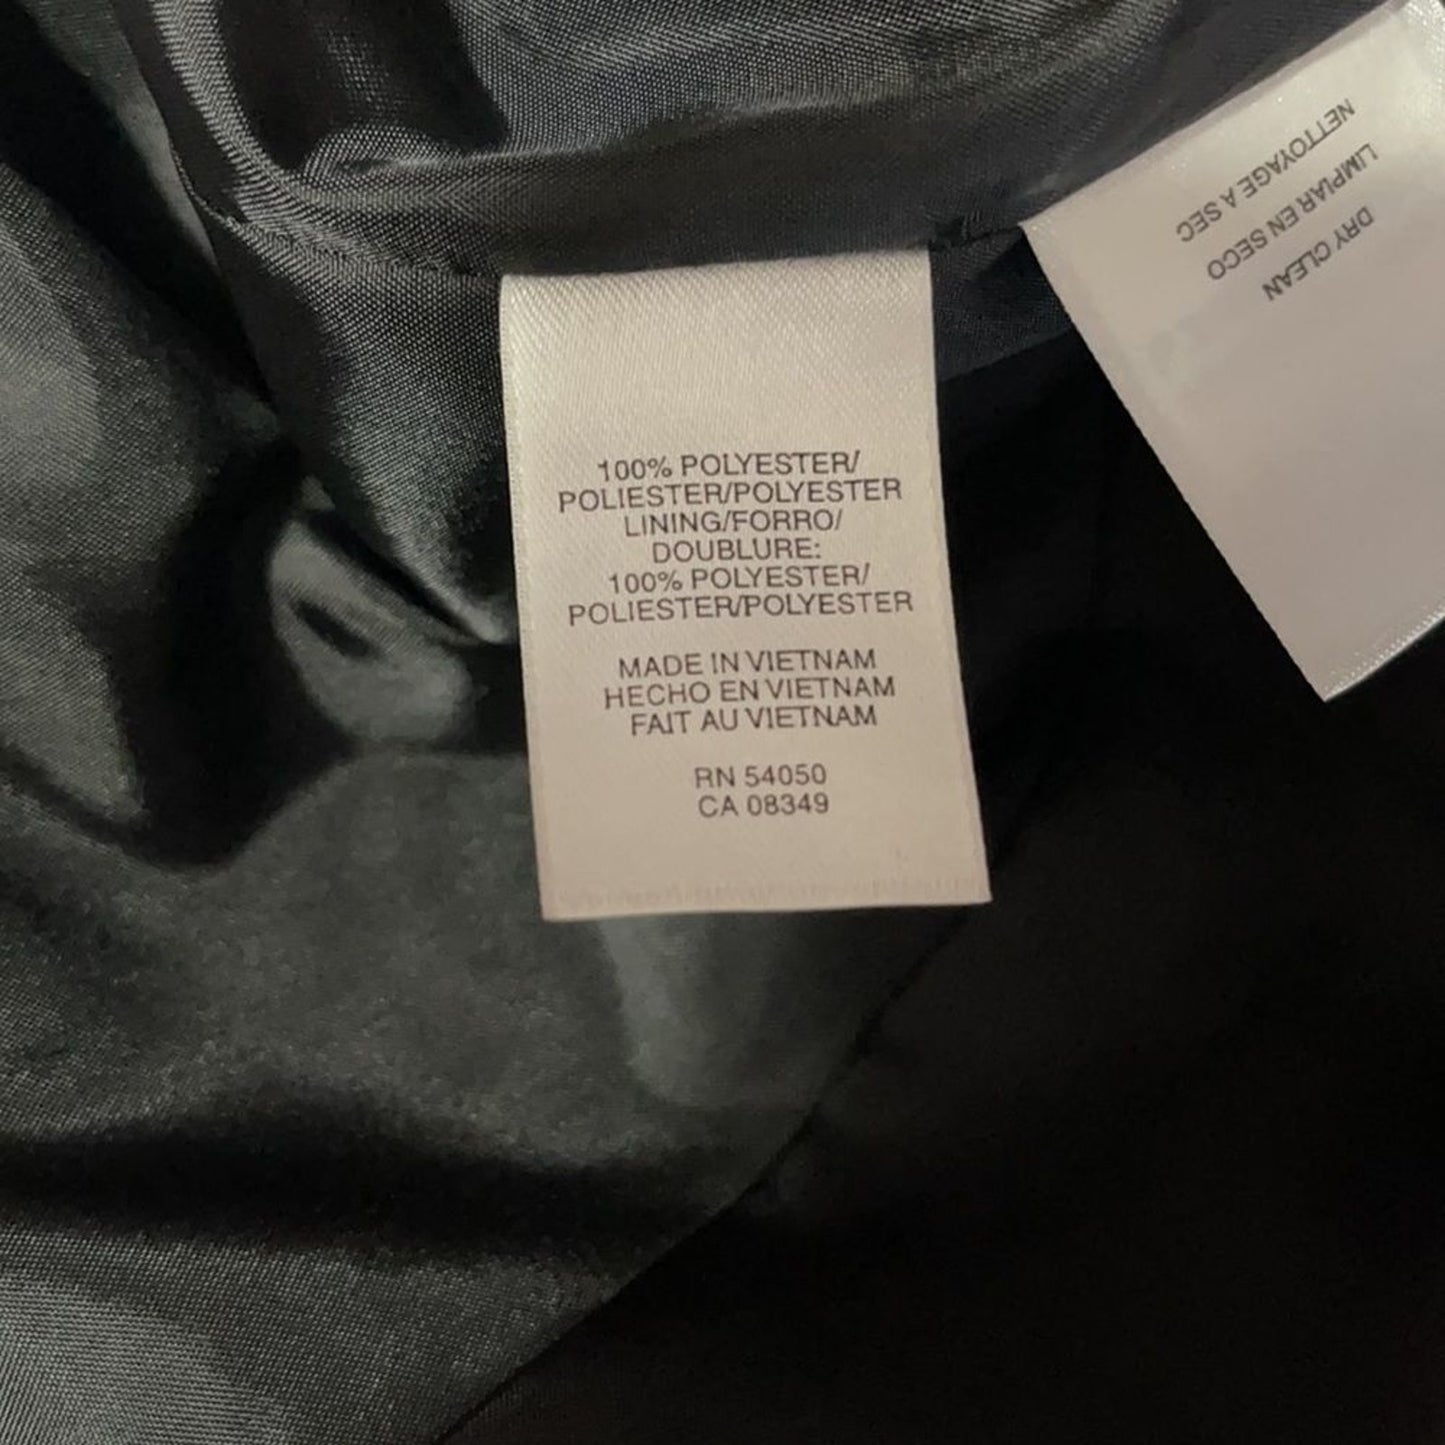 100% POLYESTER/
POLIESTER/POLYESTER
LINING/FORRO/
DOUBLURE:
100% POLYESTER/
POLIESTER/POLYESTER
MADE IN VIETNAM
HECHO EN VIETNAM
FAIT AU VIETNAM
RN 54050
CA 08349
DRY CLEAN
LIMPIAR EN SECO
NETTOYAGE A SEC